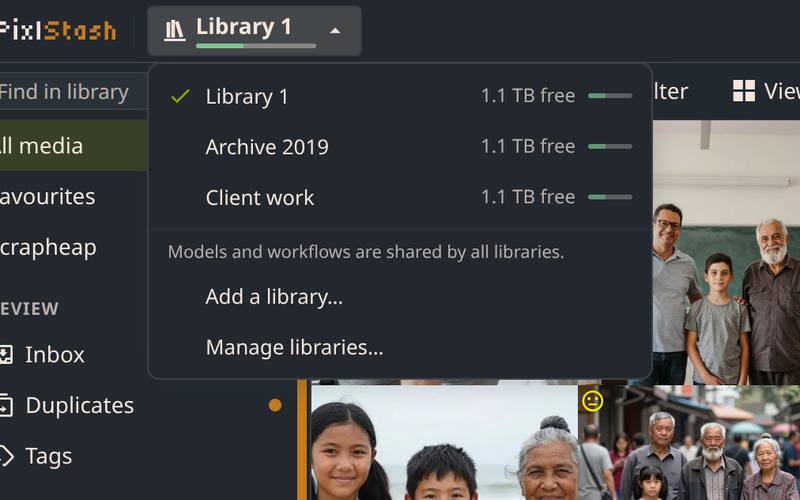 PixlStash
Library 1
Find in library
lter
View
ll media
Library 1 1.1 TB free
Archive 2019 1.1 TB free
avourites
Client work 1.1 TB free
crapheap
Models and workflows are shared by all libraries.
Add a library...
EVIEW
Manage libraries...
Inbox
Duplicates
Tags